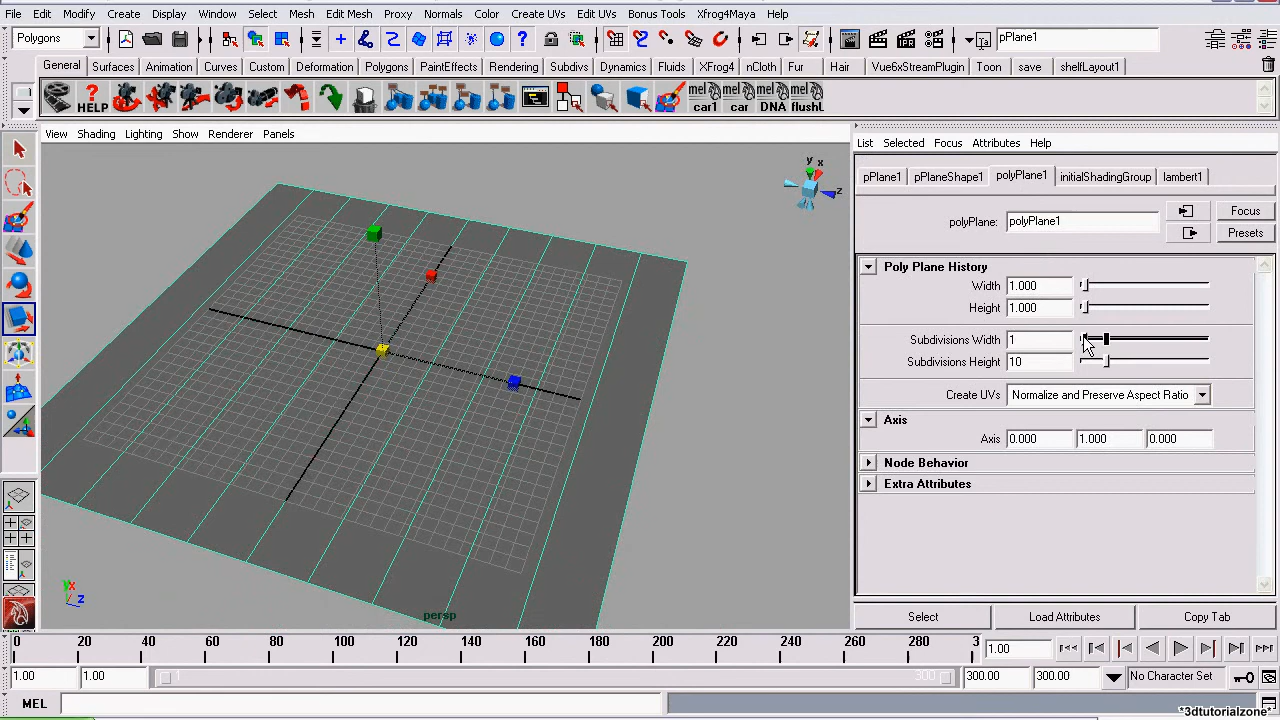 File Edit Modify Create Display Window Select Mesh Edit Mesh Proxy Normals Color Create UVs Edit UVs Bonus Tools Xfrog4Maya Help
Polygons pPlane1
General Surfaces Animation Curves Custom Deformation Polygons PaintEffects Rendering Subdivs Dynamics Fluids XFrog4 nCloth Fur Hair Vue6xStreamPlugin Toon save shelfLayout1
? HELP mel car1 mel car mel DNA mel flushL
View Shading Lighting Show Renderer Panels
List Selected Focus Attributes Help
pPlane1 pPlaneShape1 polyPlane1 initialShadingGroup lambert1
polyPlane: polyPlane1 Focus
Presets
Poly Plane History
Width 1.000
Height 1.000
Subdivisions Width 1
Subdivisions Height 10
Create UVs Normalize and Preserve Aspect Ratio
Axis
Axis 0.000 1.000 0.000
Node Behavior
Extra Attributes
y x z
y x z
persp
Select Load Attributes Copy Tab
0 20 40 60 80 100 120 140 160 180 200 220 240 260 280 3 1.00
1.00 1.00 1 300 300.00 300.00 No Character Set
MEL
*3dtutorialzone*